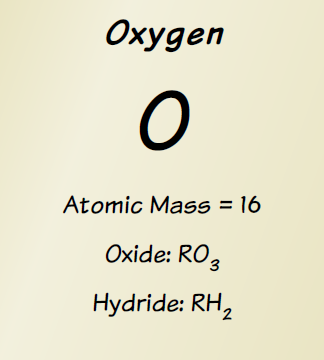 Oxygen
O
Atomic Mass = 16
Oxide: RO₃
Hydride: RH₂